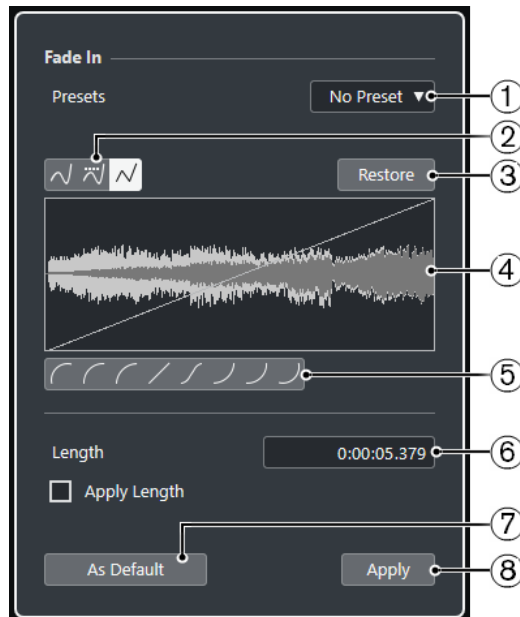 Fade In
Presets
No Preset ▼
1
2
Restore
3
4
5
Length
0:00:05.379
6
Apply Length
7
As Default
Apply
8